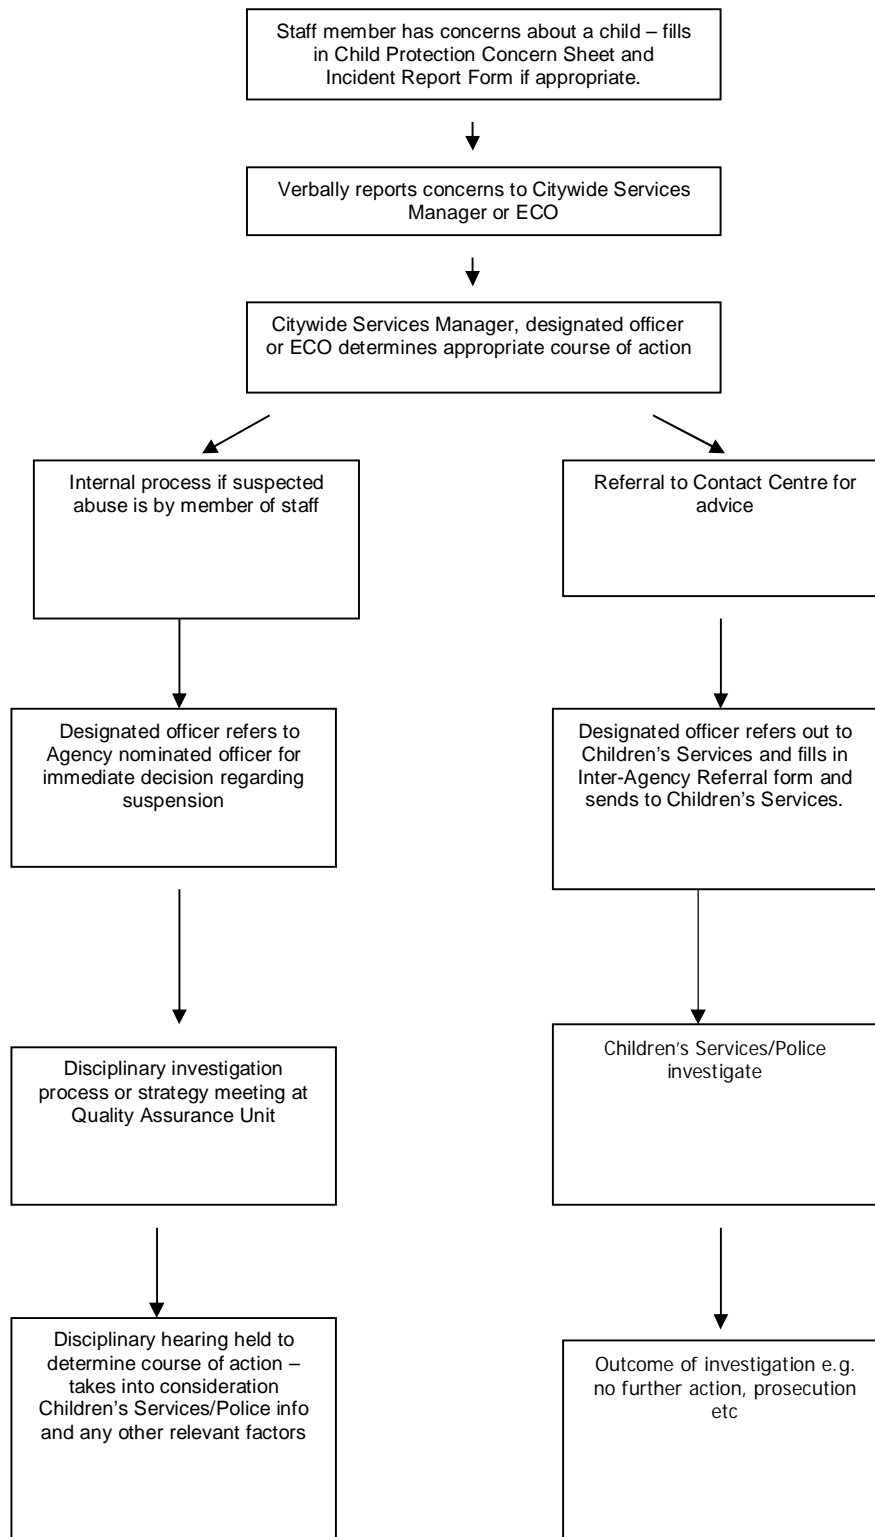 Staff member has concerns about a child – fills
in Child Protection Concern Sheet and
Incident Report Form if appropriate.
Verbally reports concerns to Citywide Services
Manager or ECO
Citywide Services Manager, designated officer
or ECO determines appropriate course of action
Internal process if suspected
abuse is by member of staff
Referral to Contact Centre for
advice
Designated officer refers to
Agency nominated officer for
immediate decision regarding
suspension
Designated officer refers out to
Children's Services and fills in
Inter-Agency Referral form and
sends to Children's Services.
Disciplinary investigation
process or strategy meeting at
Quality Assurance Unit
Children's Services/Police
investigate
Disciplinary hearing held to
determine course of action –
takes into consideration
Children's Services/Police info
and any other relevant factors
Outcome of investigation e.g.
no further action, prosecution
etc